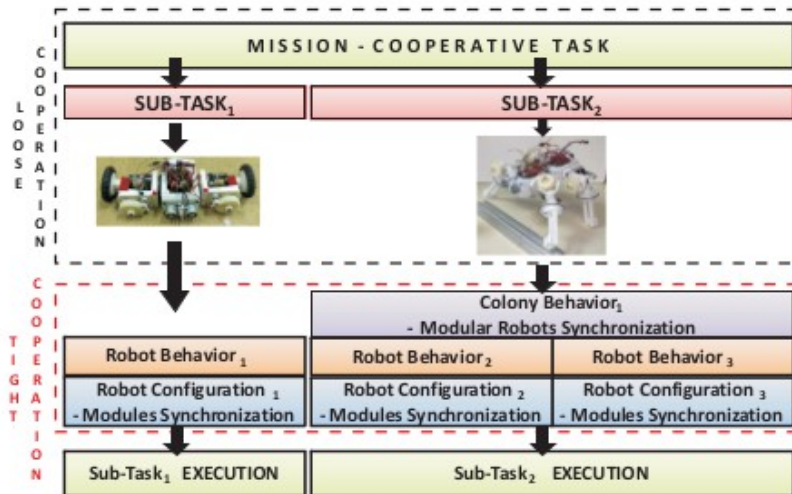 MISSION - COOPERATIVE TASK
SUB-TASK1
SUB-TASK2
LOOSE
COOPERATION
Colony Behavior1
- Modular Robots Synchronization
Robot Behavior 1
Robot Behavior2
Robot Behavior 3
Robot Configuration 1
- Modules Synchronization
Robot Configuration 2
- Modules Synchronization
Robot Configuration 3
- Modules Synchronization
TIGHT
COOPERATION
Sub-Task1 EXECUTION
Sub-Task2 EXECUTION